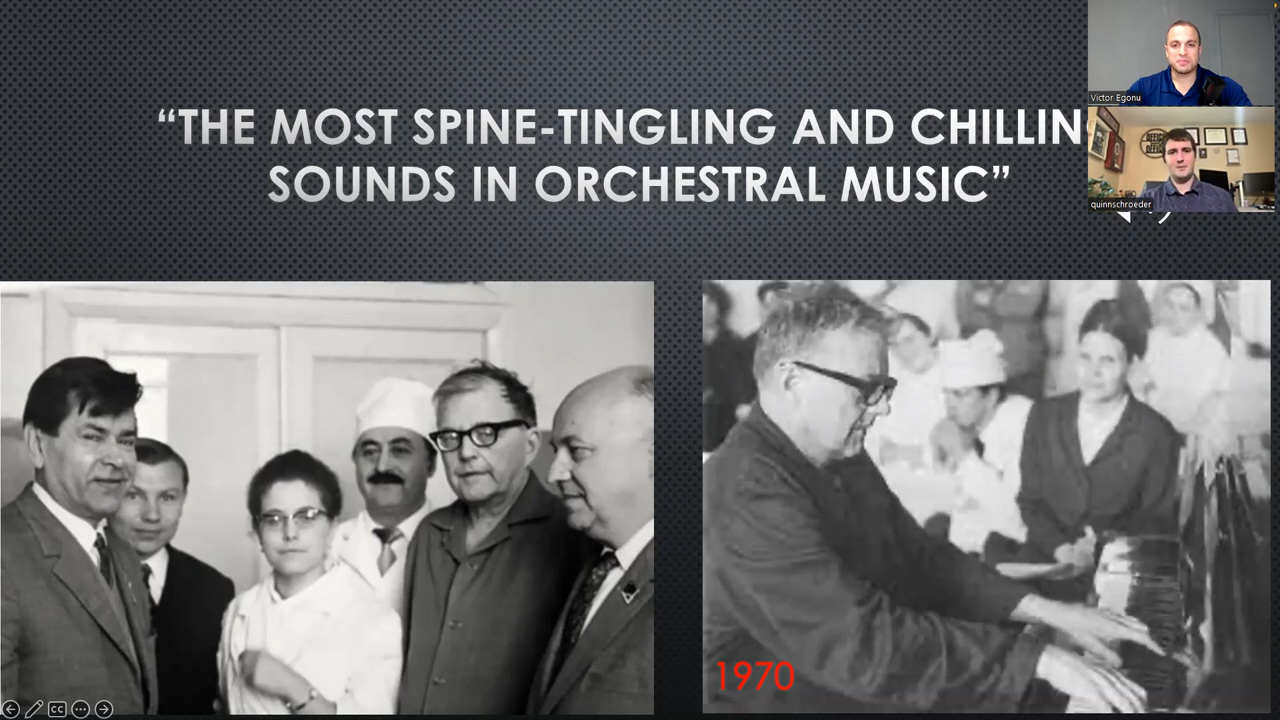 “THE MOST SPINE-TINGLING AND CHILLIN
SOUNDS IN ORCHESTRAL MUSIC”
Victor Egonu
quinnschroeder
1970
CC